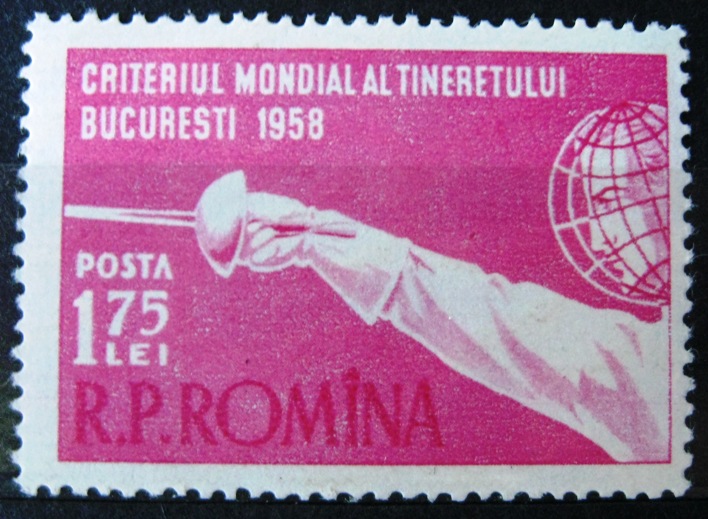 CRITERIUL MONDIAL AL TINERETULUI
BUCURESTI 1958
POSTA
1 75
LEI
R.P.ROMÎNA